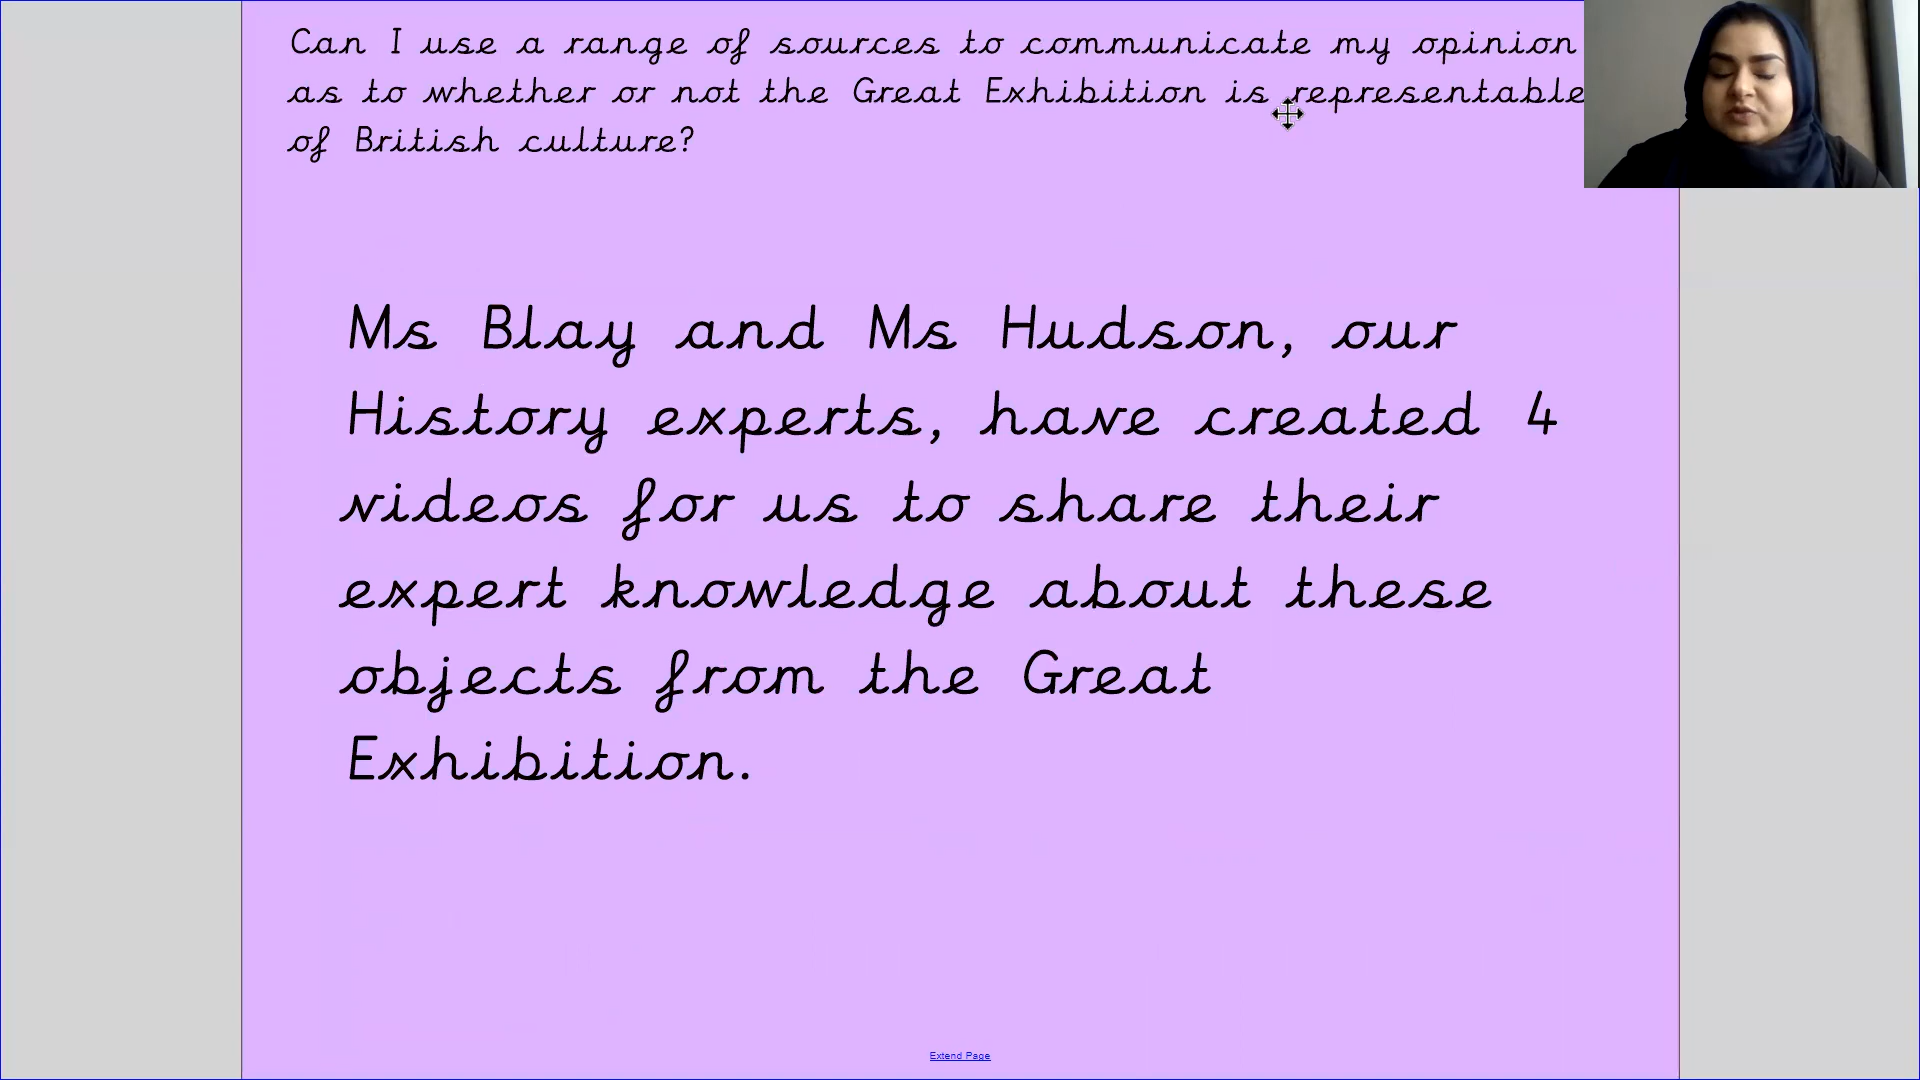 Can I use a range of sources to communicate my opinion
as to whether or not the Great Exhibition is representable
of British culture?
Ms Blay and Ms Hudson, our
History experts, have created 4
videos for us to share their
expert knowledge about these
objects from the Great
Exhibition.
Extend Page